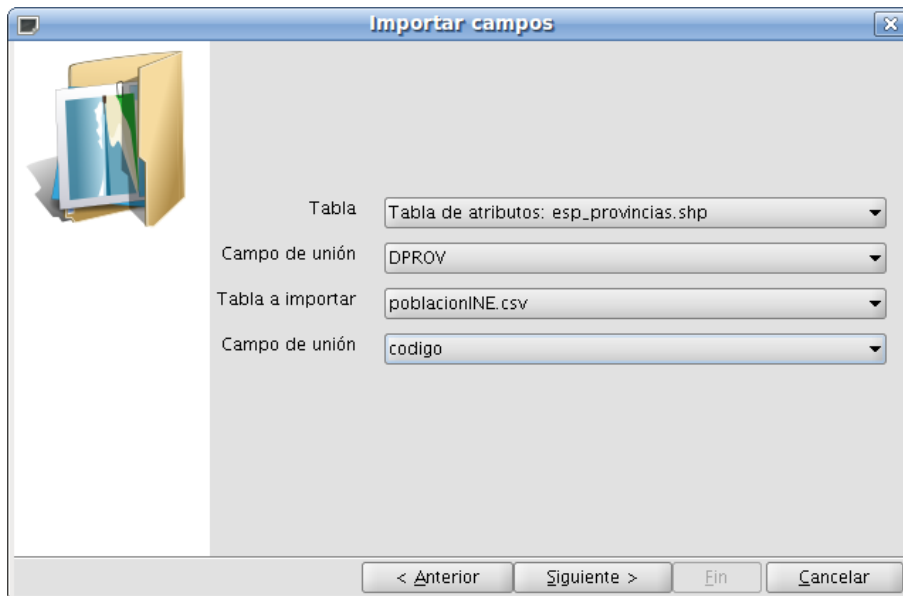 Importar campos
Tabla
Tabla de atributos: esp_provincias.shp
Campo de unión
DPROV
Tabla a importar
poblacionINE.csv
Campo de unión
codigo
< Anterior
Siguiente >
Fin
Cancelar